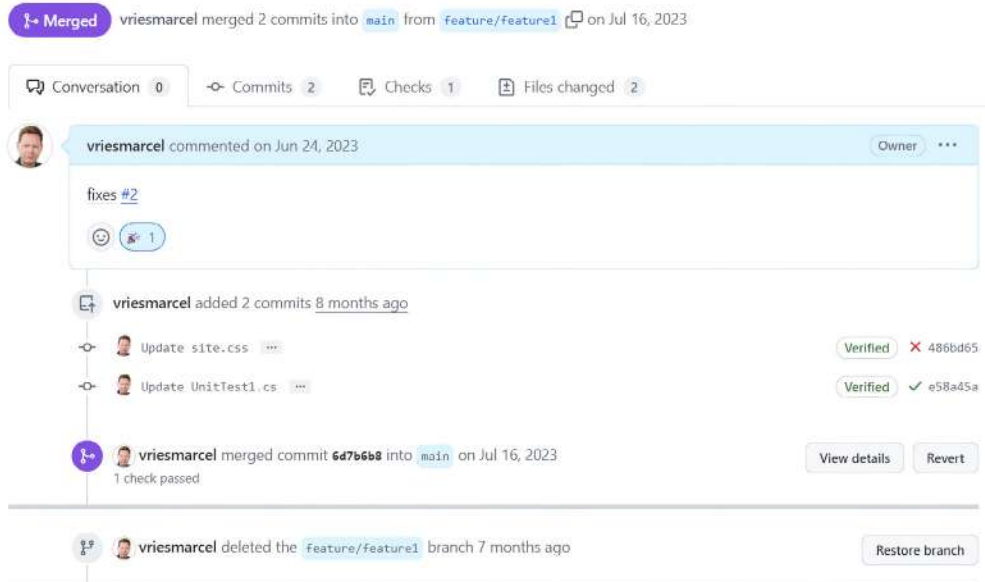 Merged vriesmarcel merged 2 commits into main from feature/feature1 on Jul 16, 2023
Conversation 0 Commits 2 Checks 1 Files changed 2
vriesmarcel commented on Jun 24, 2023 Owner ...
fixes #2
1
vriesmarcel added 2 commits 8 months ago
Update site.css ... Verified 486bd65
Update UnitTest1.cs ... Verified e58a45a
vriesmarcel merged commit 6d7b6b8 into main on Jul 16, 2023 View details Revert
1 check passed
vriesmarcel deleted the feature/feature1 branch 7 months ago Restore branch